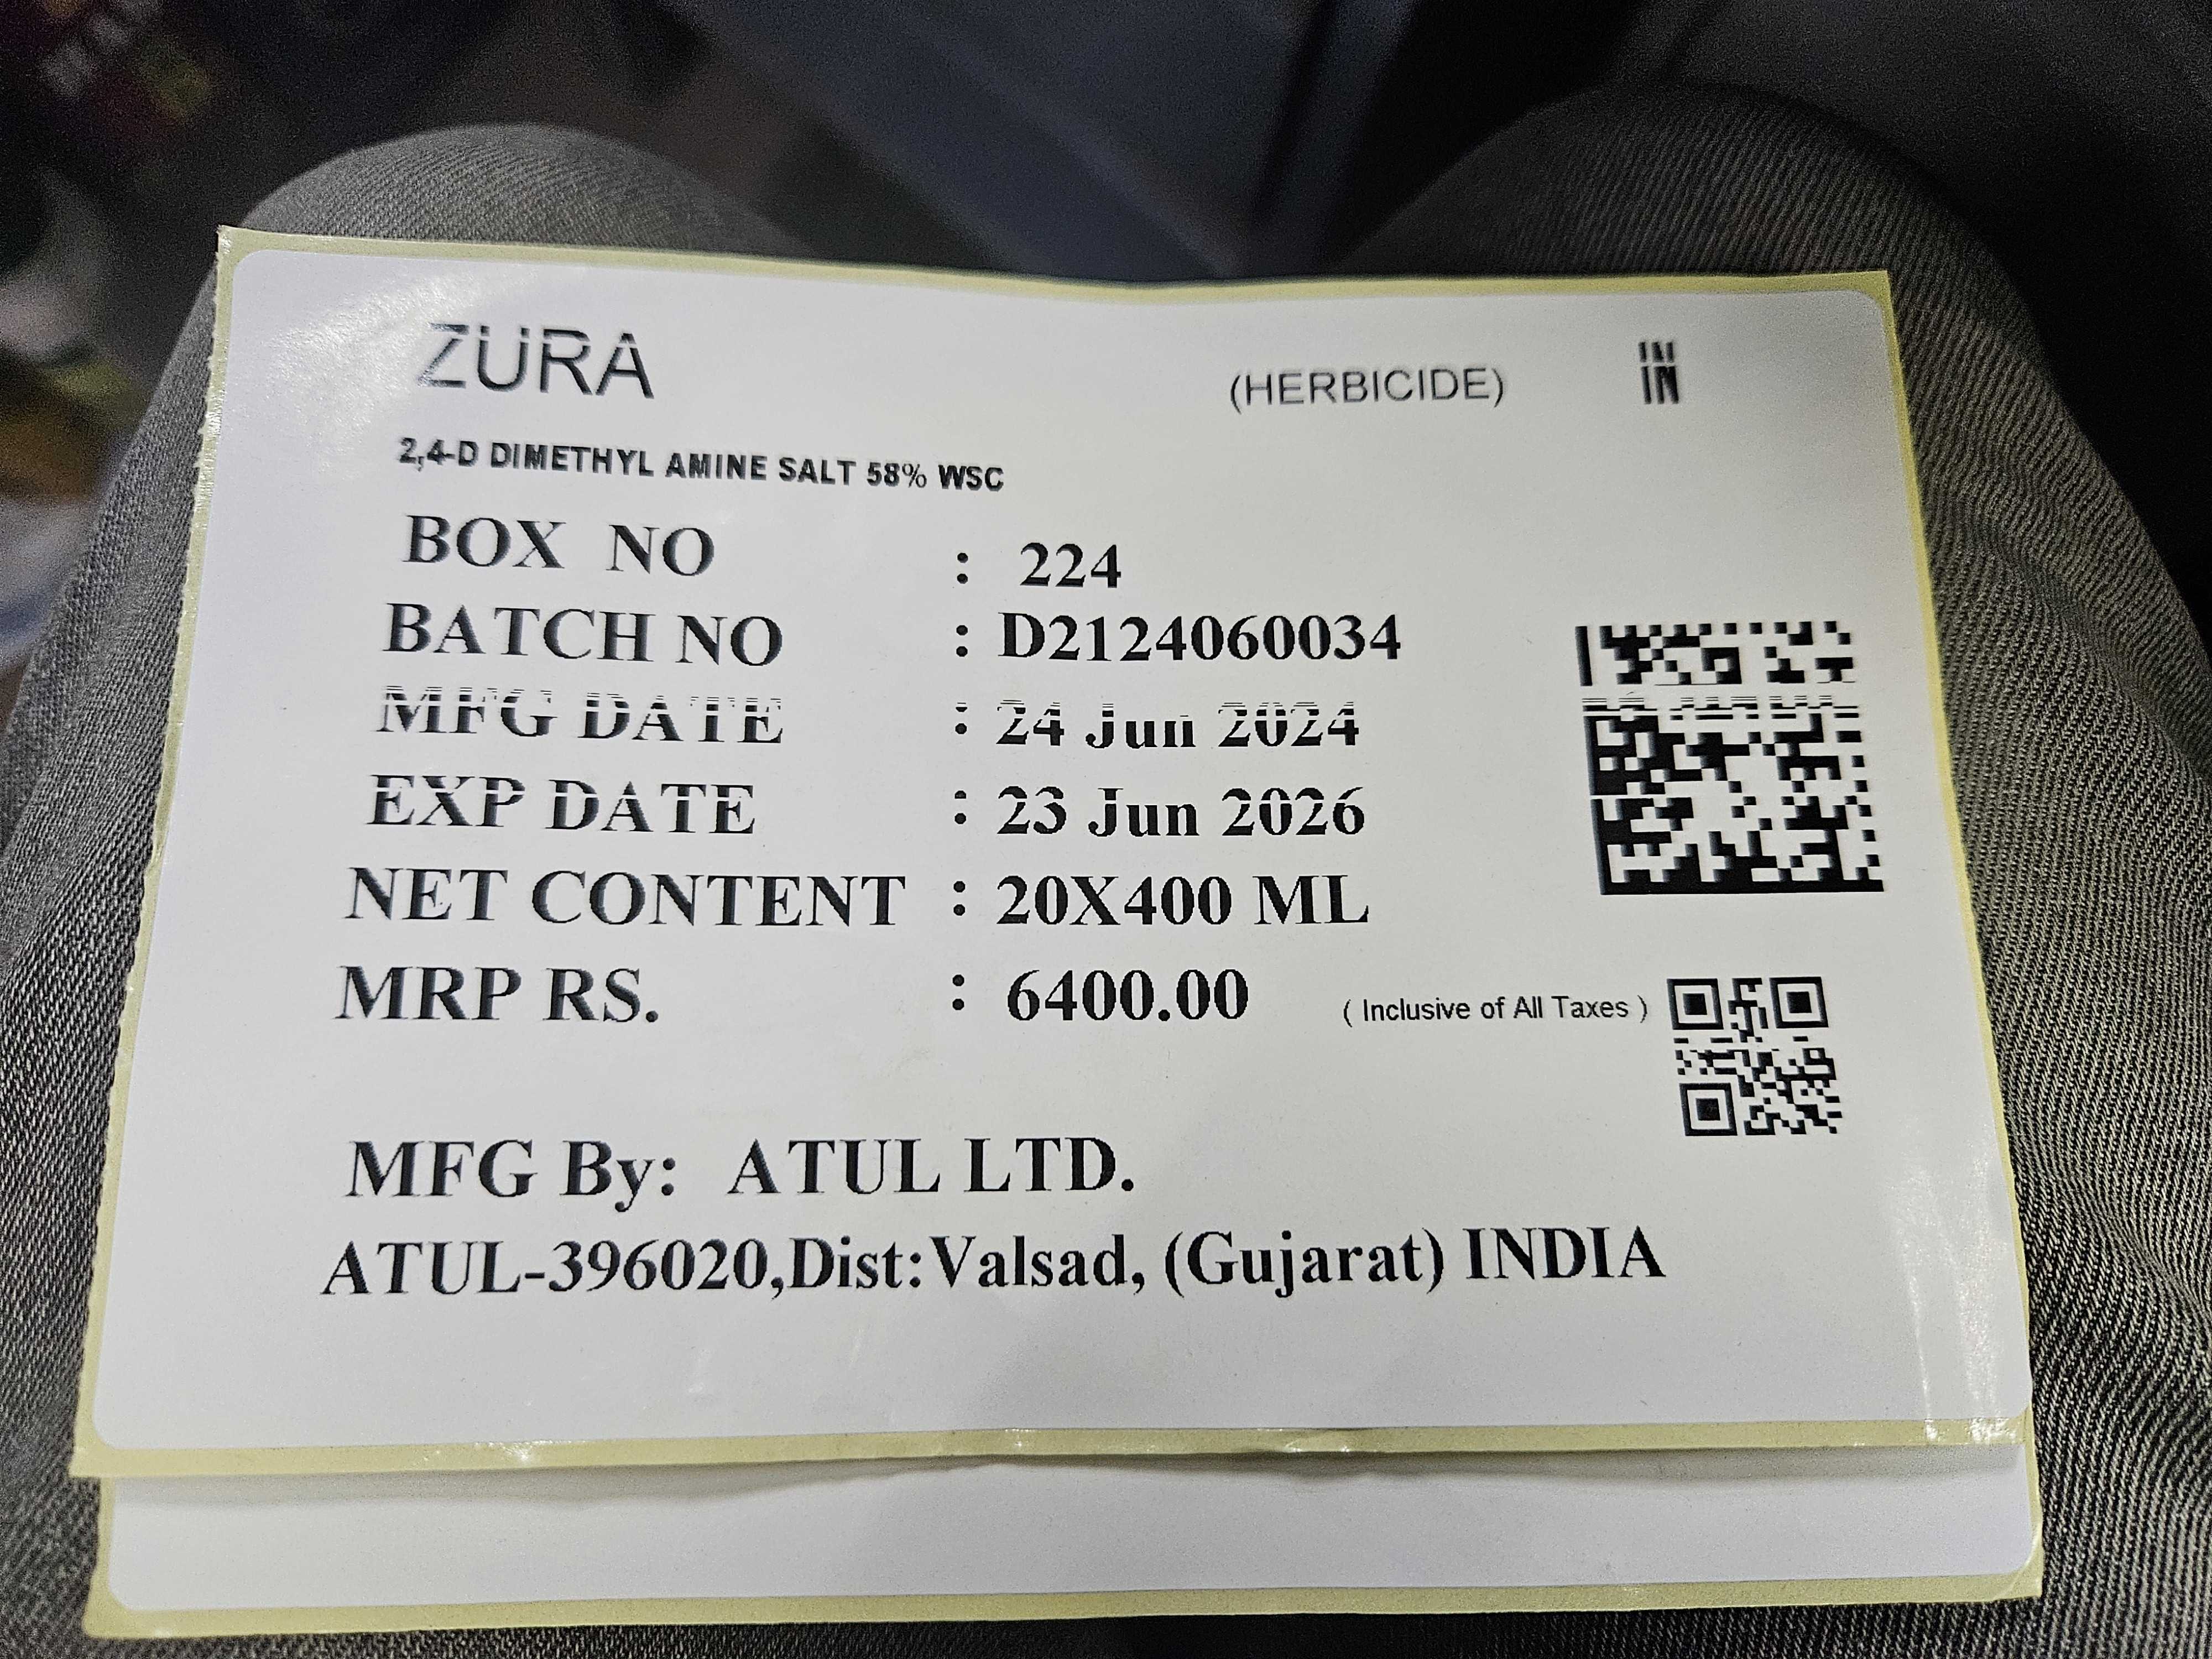 ZURA (HERBICIDE) IN
2,4-D DIMETHYL AMINE SALT 58% WSC
BOX NO : 224
BATCH NO : D2124060034
MFG DATE : 24 Jun 2024
EXP DATE : 23 Jun 2026
NET CONTENT : 20X400 ML
MRP RS. : 6400.00 ( Inclusive of All Taxes )
MFG By: ATUL LTD.
ATUL-396020,Dist:Valsad, (Gujarat) INDIA